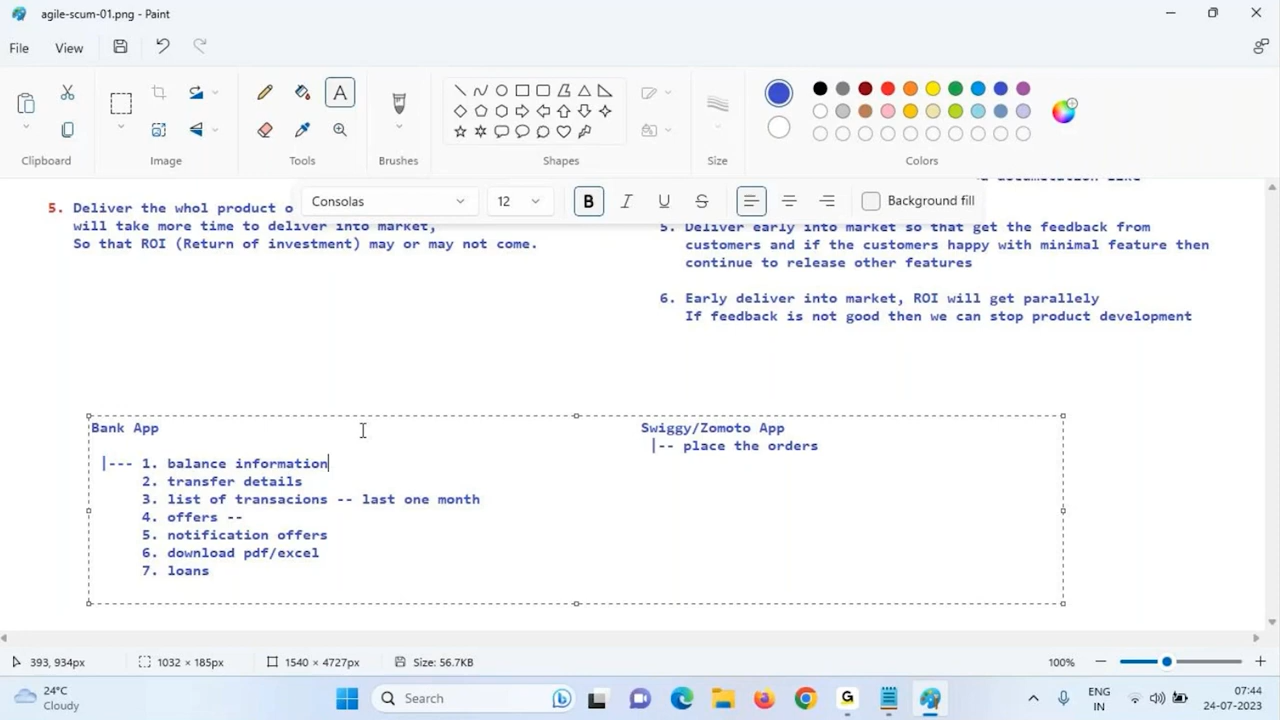 agile-scum-01.png - Paint
File View
Clipboard
Image
Tools
Brushes
Shapes
Size
Colors
Consolas 12 B I U S Background fill
5. Deliver the whol product o
will take more time to deliver into market,
So that ROI (Return of investment) may or may not come.
5. Deliver early into market so that get the feedback from
customers and if the customers happy with minimal feature then
continue to release other features
6. Early deliver into market, ROI will get parallely
If feedback is not good then we can stop product development
Bank App
|--- 1. balance information
2. transfer details
3. list of transacions -- last one month
4. offers --
5. notification offers
6. download pdf/excel
7. loans
Swiggy/Zomoto App
|-- place the orders
393, 934px 1032 × 185px 1540 × 4727px Size: 56.7KB 100%
24°C
Cloudy
Search
ENG
IN
07:44
24-07-2023